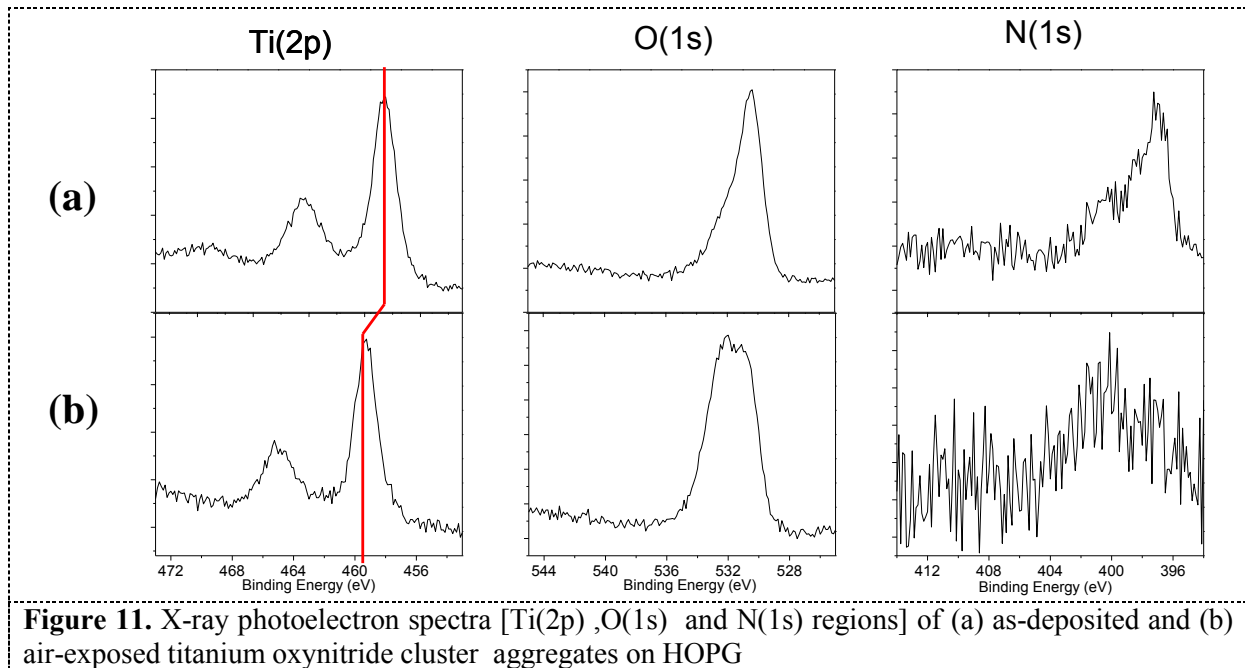 Ti(2p) O(1s) N(1s)
(a)
(b)
472 468 464 460 456 544 540 536 532 528 412 408 404 400 396
Binding Energy (eV) Binding Energy (eV) Binding Energy (eV)
Figure 11. X-ray photoelectron spectra [Ti(2p) ,O(1s) and N(1s) regions] of (a) as-deposited and (b)
air-exposed titanium oxynitride cluster aggregates on HOPG